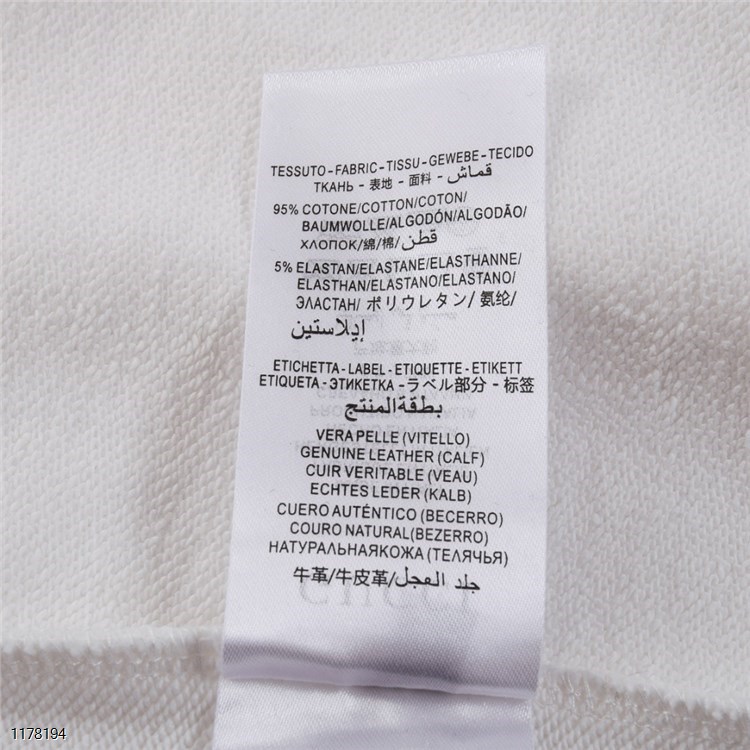 TESSUTO-FABRIC-TISSU-GEWEBE-TECIDO
ТКАНЬ - 表地 - 面料 - قماش
95% COTONE/COTTON/COTON/
BAUMWOLLE/ALGODÓN/ALGODÃO/
ХЛОПОК/綿/棉/قطن
5% ELASTAN/ELASTANE/ELASTHANNE/
ELASTHAN/ELASTANO/ELASTANO/
ЭЛАСТАН/ ポリウレタン/ 氨纶/
إيلاستين
ETICHETTA-LABEL-ETIQUETTE-ETIKETT
ETIQUETA-ЭТИКЕТКА -ラベル部分 - 标签
بطقة المنتج
VERA PELLE (VITELLO)
GENUINE LEATHER (CALF)
CUIR VERITABLE (VEAU)
ECHTES LEDER (KALB)
CUERO AUTÉNTICO (BECERRO)
COURO NATURAL(BEZERRO)
НАТУРАЛЬНАЯКОЖА (ТЕЛЯЧЬЯ)
牛革/牛皮革/جلد العجل
GUCCI
1178194